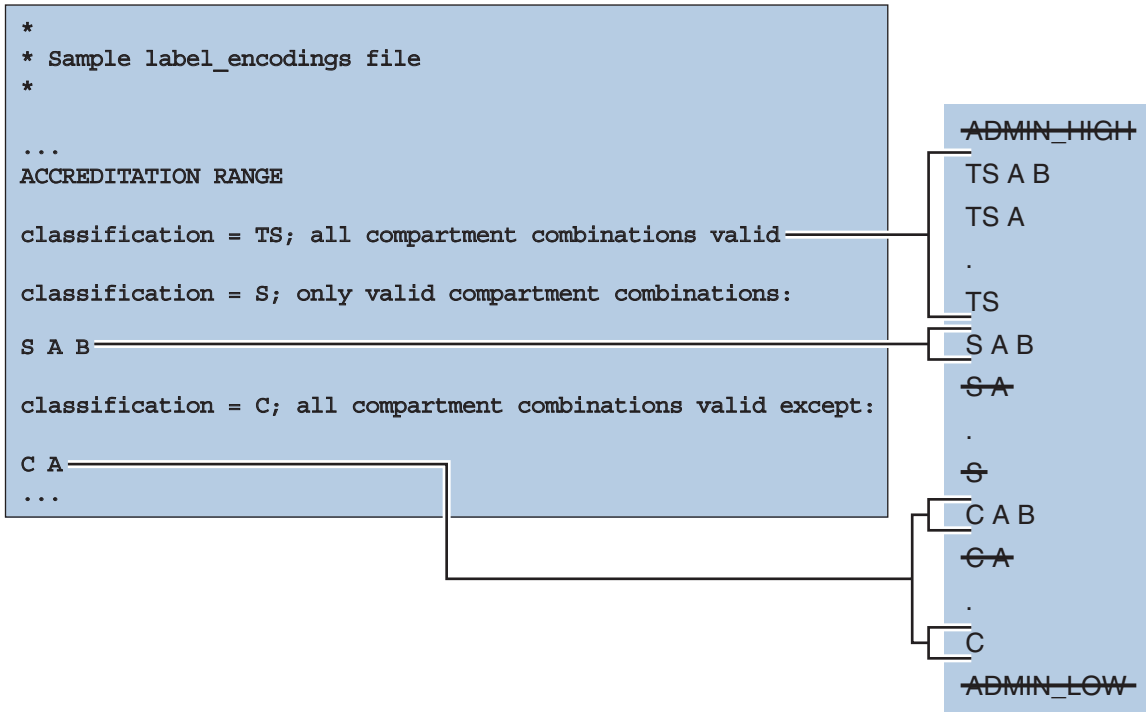 *
* Sample label_encodings file
*
...
ACCREDITATION RANGE
classification = TS; all compartment combinations valid
classification = S; only valid compartment combinations:
S A B
classification = C; all compartment combinations valid except:
C A
...
ADMIN_HIGH
TS A B
TS A
.
TS
S A B
S A
.
S
C A B
C A
.
C
ADMIN_LOW